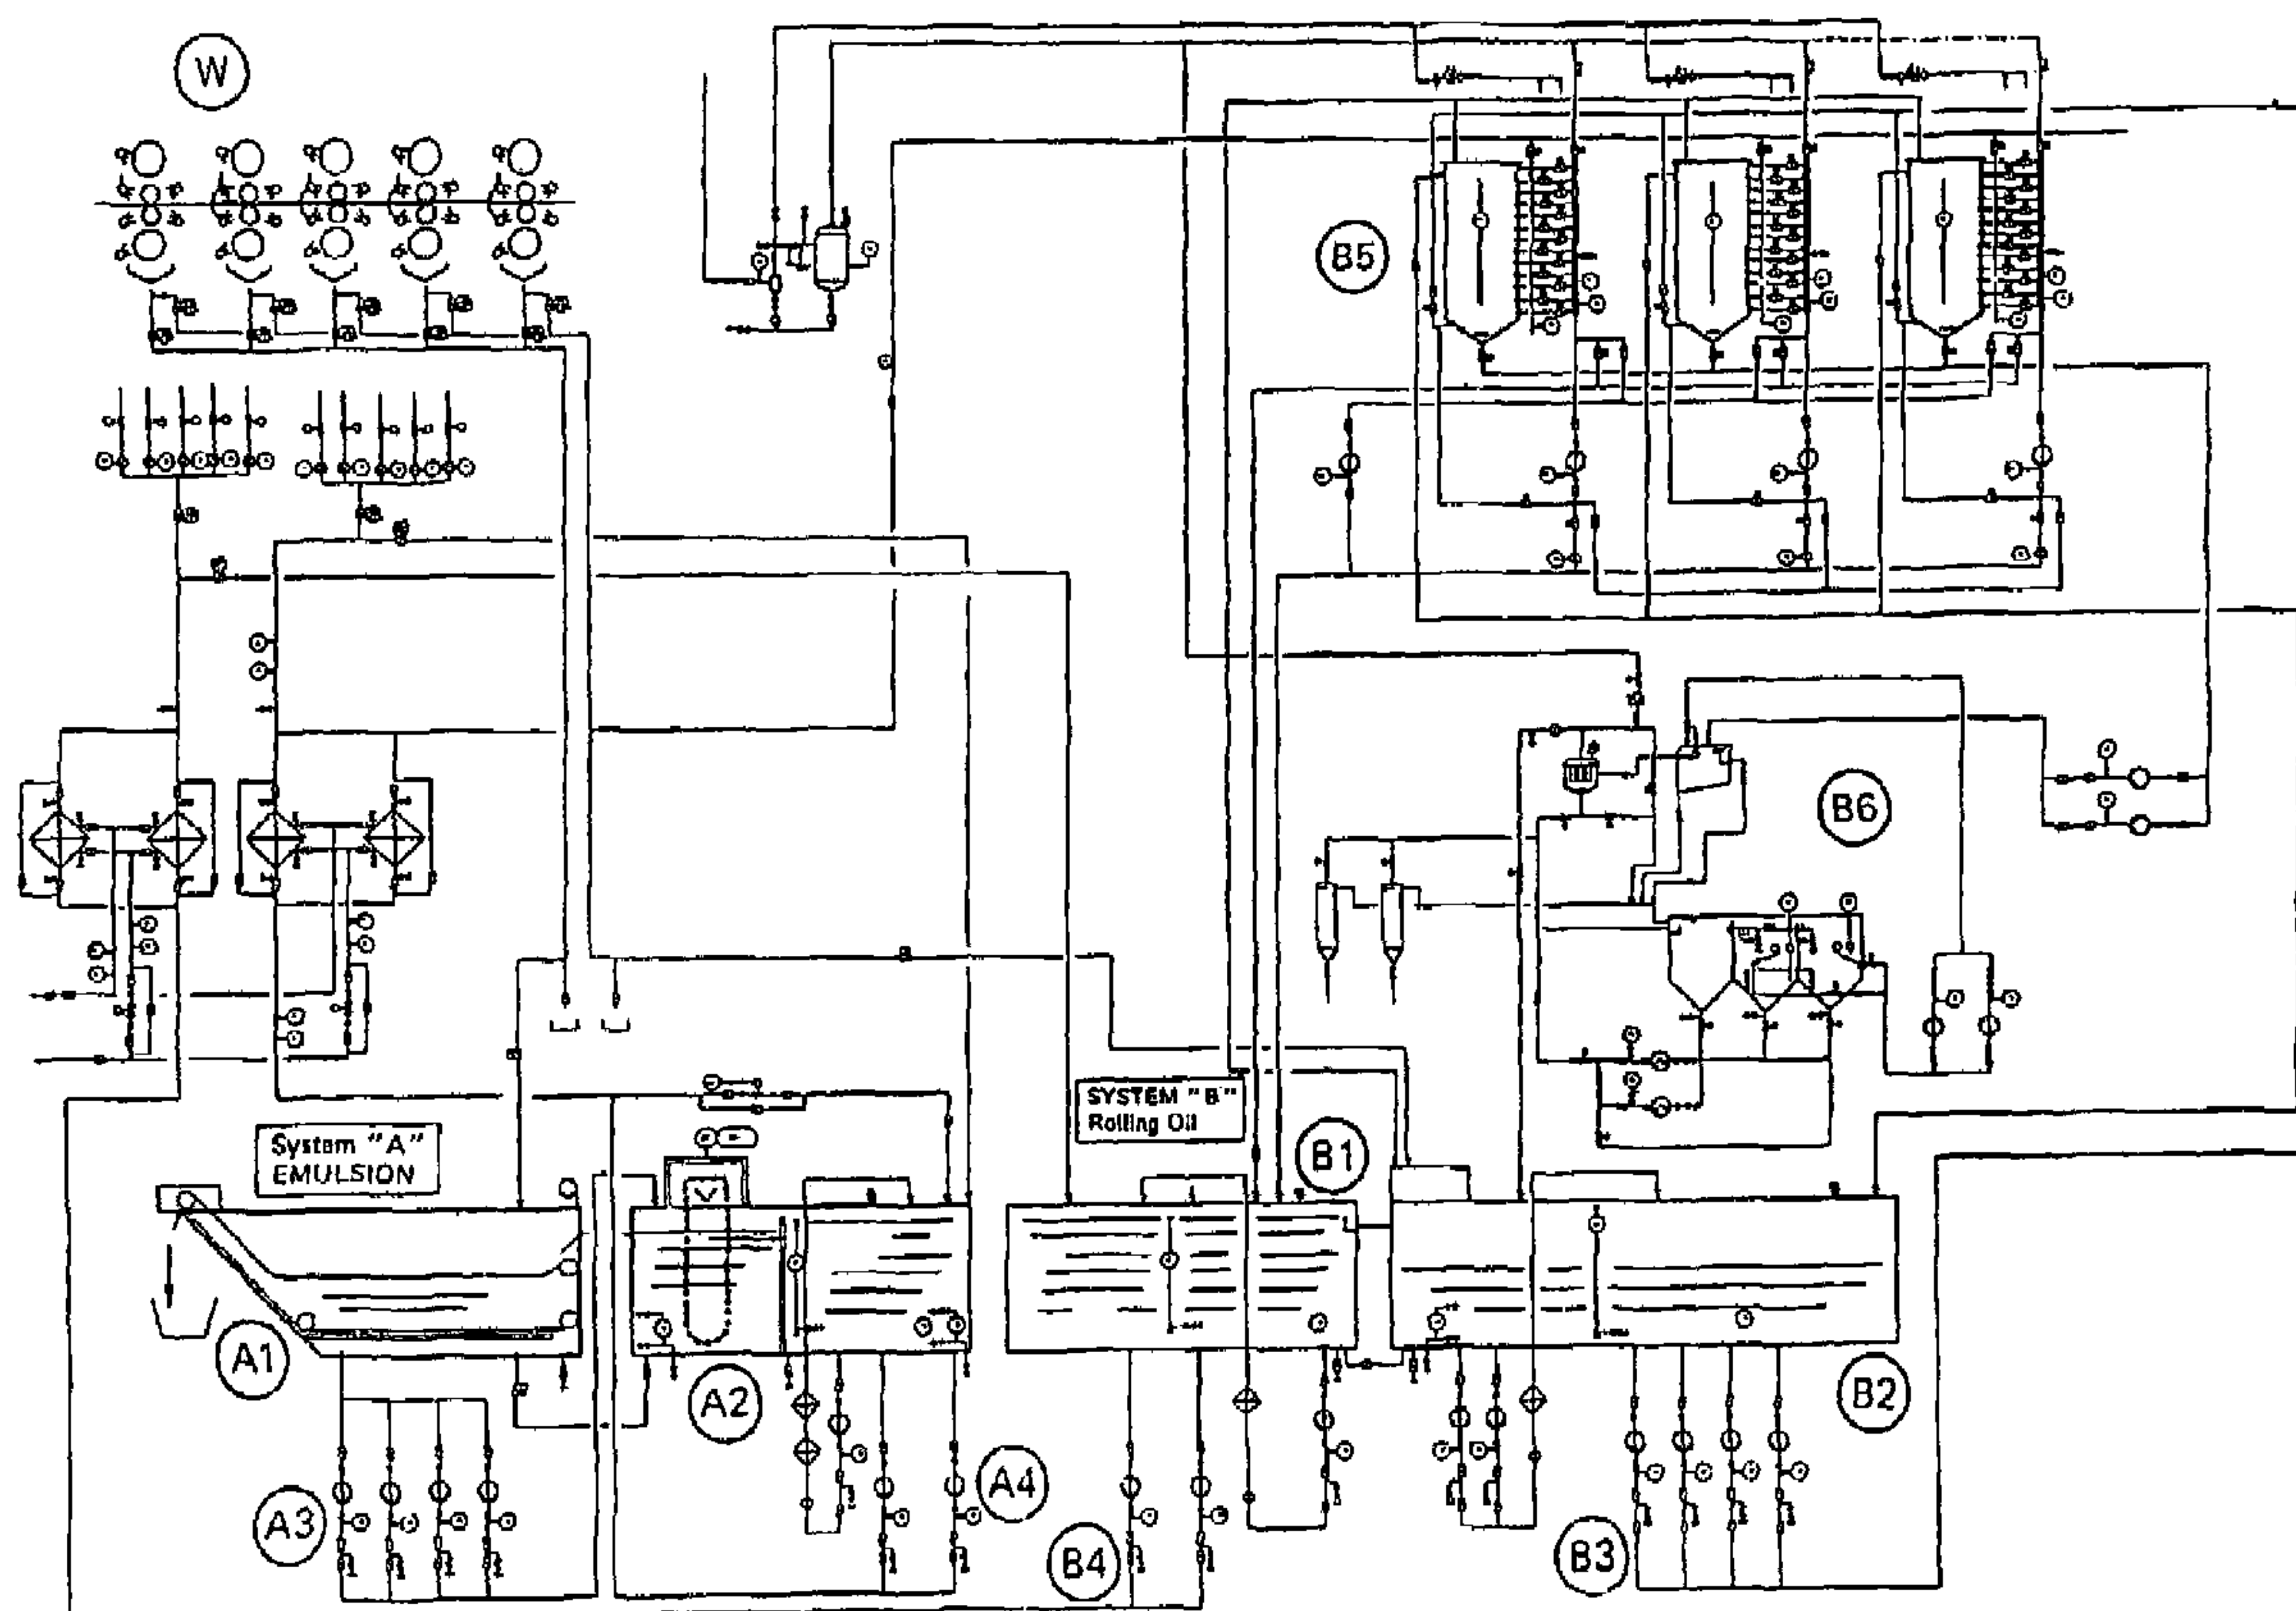 W
B5
B6
System "A"
EMULSION
SYSTEM "B"
Rolling Oil
B1
A1
A2
B2
A3
A4
B4
B3